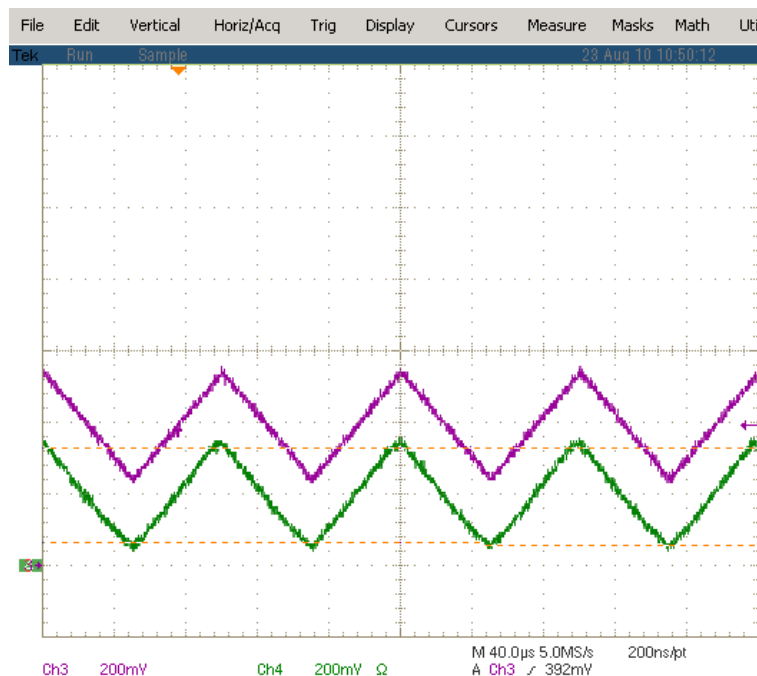 File Edit Vertical Horiz/Acq Trig Display Cursors Measure Masks Math Uti
Tek Run Sample 23 Aug 10 10:50:12
M 40.0µs 5.0MS/s 200ns/pt
Ch3 200mV Ch4 200mV Ω A Ch3 / 392mV